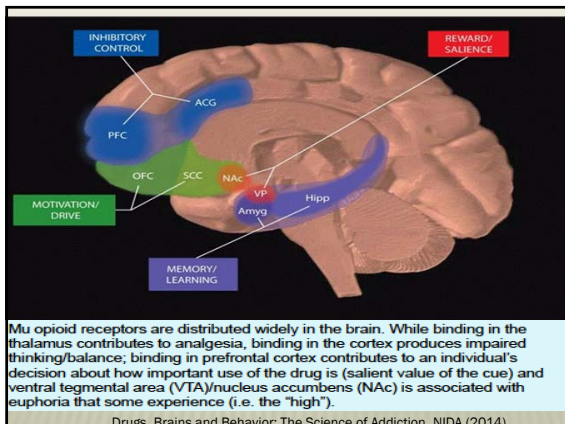 INHIBITORY
CONTROL
REWARD/
SALIENCE
ACG
PFC
OFC
SCC
NAc
VP
Amyg
Hipp
MOTIVATION/
DRIVE
MEMORY/
LEARNING
Mu opioid receptors are distributed widely in the brain. While binding in the
thalamus contributes to analgesia, binding in the cortex produces impaired
thinking/balance; binding in prefrontal cortex contributes to an individual's
decision about how important use of the drug is (salient value of the cue) and
ventral tegmental area (VTA)/nucleus accumbens (NAc) is associated with
euphoria that some experience (i.e. the "high").
Drugs, Brains and Behavior: The Science of Addiction, NIDA (2014)